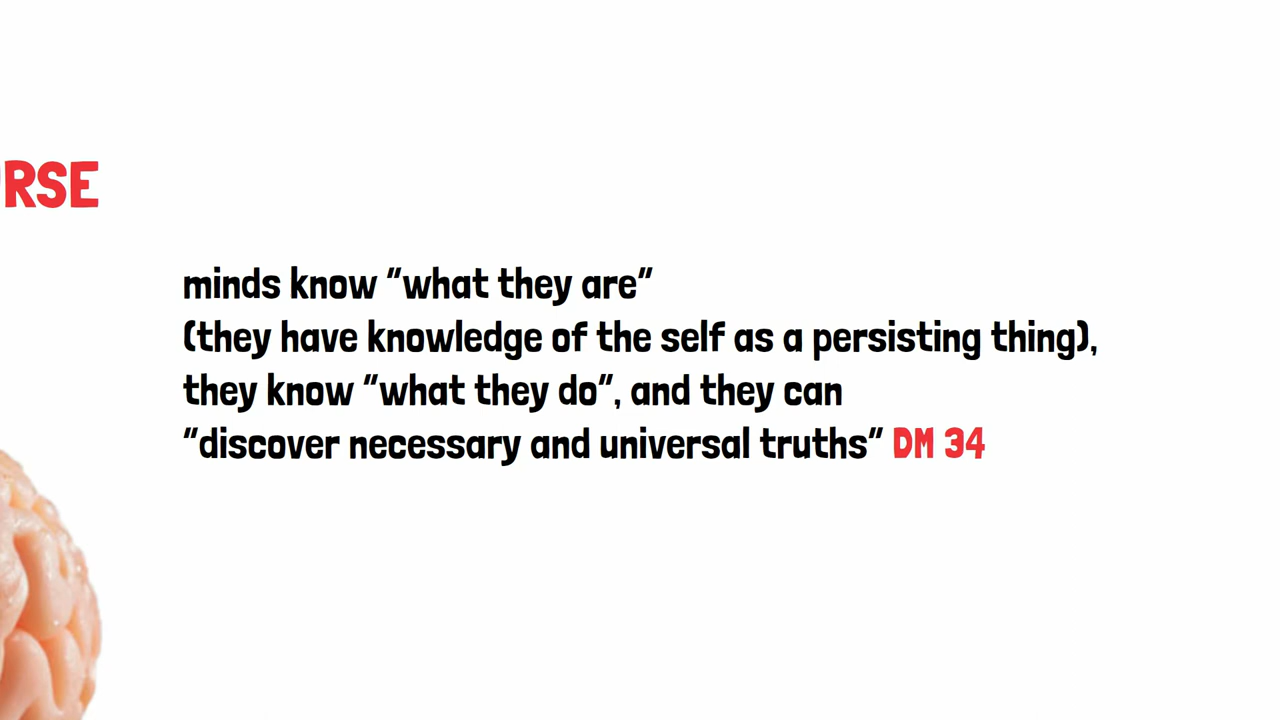 RSE
minds know "what they are"
(they have knowledge of the self as a persisting thing),
they know "what they do", and they can
"discover necessary and universal truths" DM 34